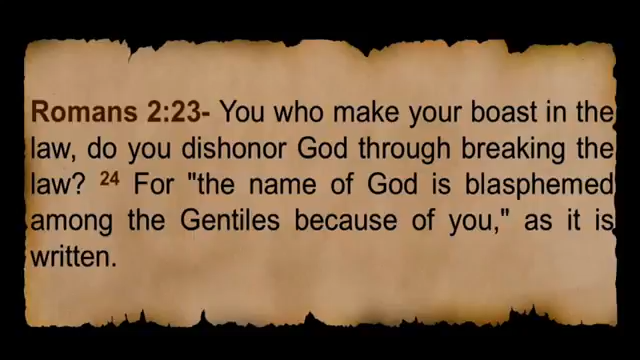 Romans 2:23- You who make your boast in the
law, do you dishonor God through breaking the
law? 24 For "the name of God is blasphemed
among the Gentiles because of you," as it is
written.